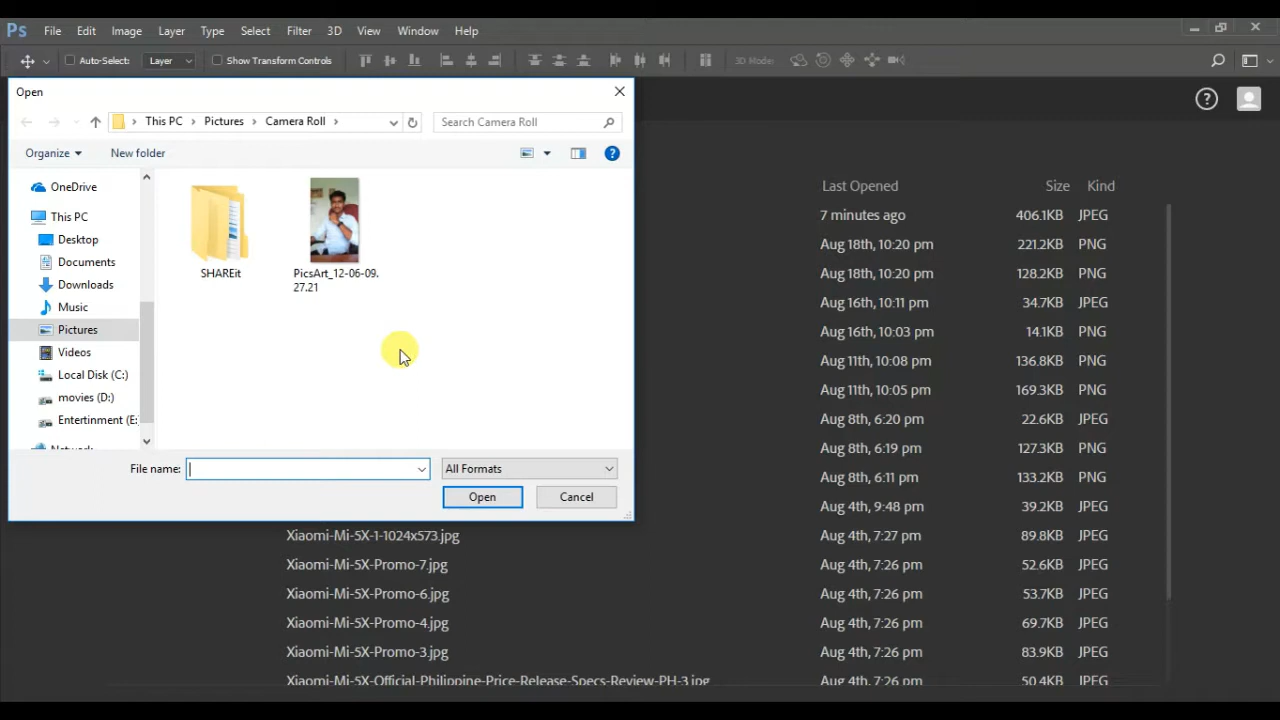 Ps File Edit Image Layer Type Select Filter 3D View Window Help
Auto-Select: Layer Show Transform Controls 3D Mode:
Open
This PC Pictures Camera Roll Search Camera Roll
Organize New folder
OneDrive
This PC
Desktop
Documents
Downloads
Music
Pictures
Videos
Local Disk (C:)
movies (D:)
Entertinment (E:
Network
SHAREit
PicsArt_12-06-09.
27.21
File name: All Formats
Open Cancel
Last Opened Size Kind
7 minutes ago 406.1KB JPEG
Aug 18th, 10:20 pm 221.2KB PNG
Aug 18th, 10:20 pm 128.2KB PNG
Aug 16th, 10:11 pm 34.7KB JPEG
Aug 16th, 10:03 pm 14.1KB PNG
Aug 11th, 10:08 pm 136.8KB PNG
Aug 11th, 10:05 pm 169.3KB PNG
Aug 8th, 6:20 pm 22.6KB JPEG
Aug 8th, 6:19 pm 127.3KB PNG
Aug 8th, 6:11 pm 133.2KB PNG
Aug 4th, 9:48 pm 39.2KB JPEG
Xiaomi-Mi-5X-1-1024x573.jpg Aug 4th, 7:27 pm 89.8KB JPEG
Xiaomi-Mi-5X-Promo-7.jpg Aug 4th, 7:26 pm 52.6KB JPEG
Xiaomi-Mi-5X-Promo-6.jpg Aug 4th, 7:26 pm 53.7KB JPEG
Xiaomi-Mi-5X-Promo-4.jpg Aug 4th, 7:26 pm 69.7KB JPEG
Xiaomi-Mi-5X-Promo-3.jpg Aug 4th, 7:26 pm 83.9KB JPEG
Xiaomi-Mi-5X-Official-Philippine-Price-Release-Specs-Review-PH-3.jpg Aug 4th, 7:26 pm 50.4KB JPEG